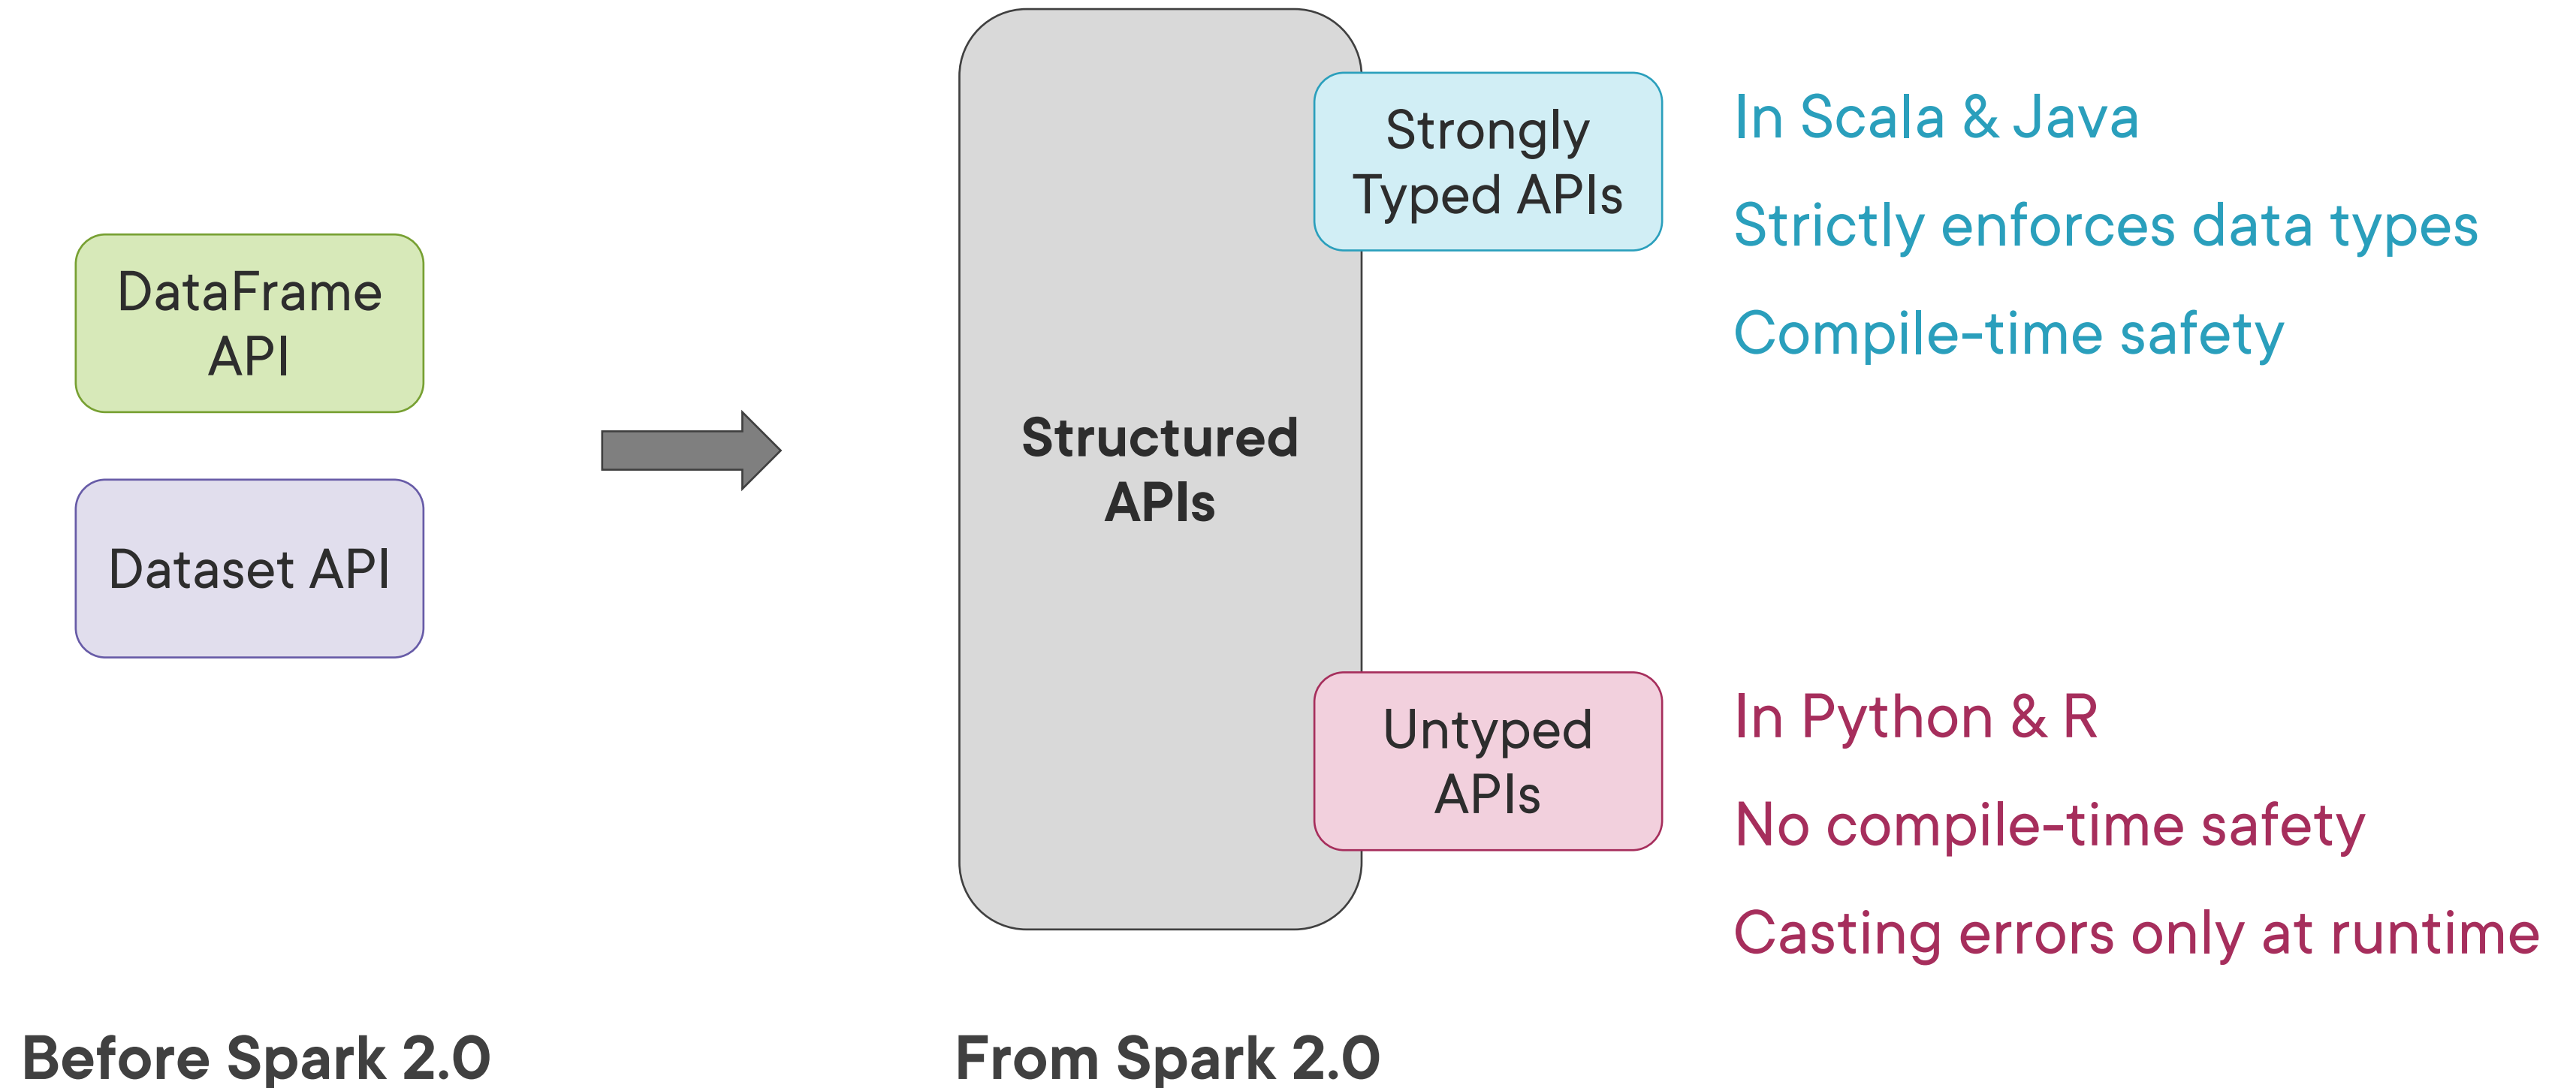 DataFrame
API
Dataset API
Before Spark 2.0
Structured
APIs
Strongly
Typed APIs
In Scala & Java
Strictly enforces data types
Compile-time safety
Untyped
APIs
In Python & R
No compile-time safety
Casting errors only at runtime
From Spark 2.0